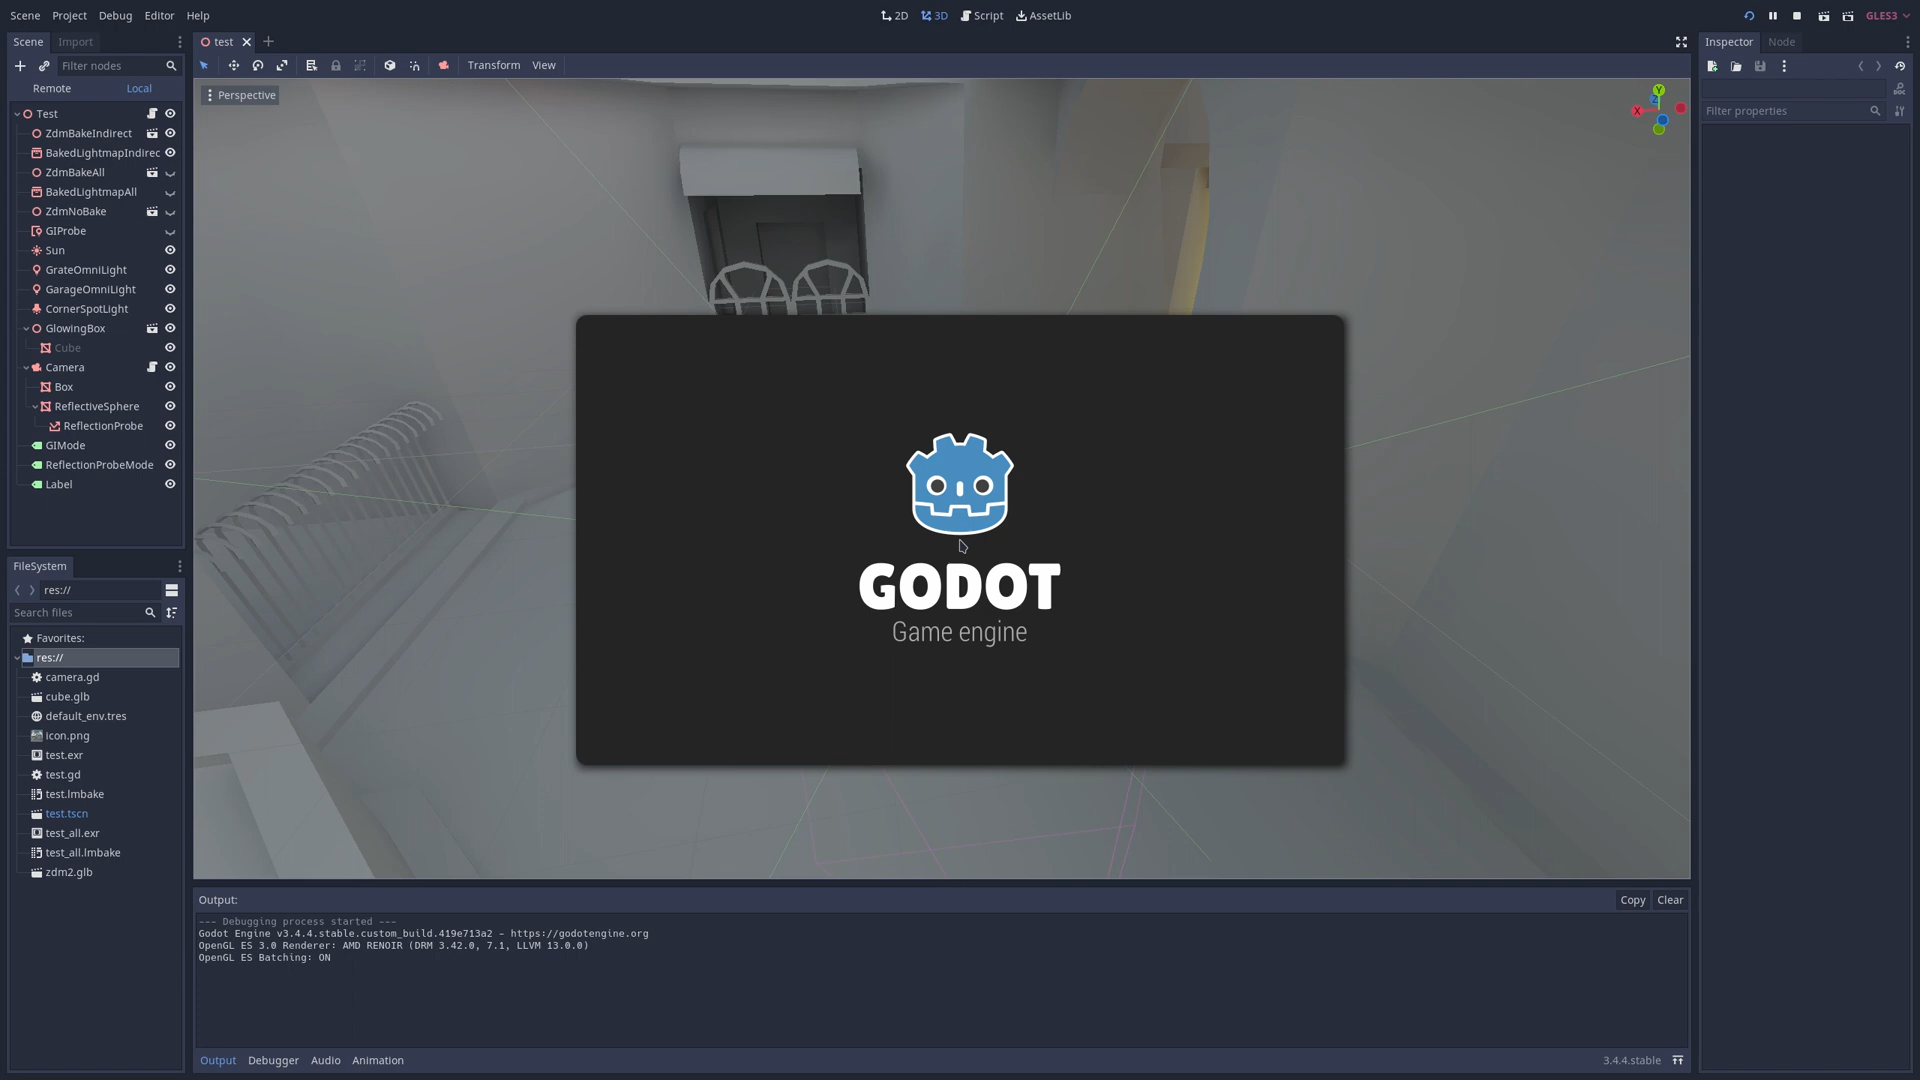 Scene Project Debug Editor Help
2D 3D Script AssetLib
GLES3
Scene Import
test
Inspector Node
Filter nodes
Transform View
Remote Local
Perspective
Y
X
Z
Filter properties
Test
ZdmBakeIndirect
BakedLightmapIndirec
ZdmBakeAll
BakedLightmapAll
ZdmNoBake
GIProbe
Sun
GrateOmniLight
GarageOmniLight
CornerSpotLight
GlowingBox
Cube
Camera
Box
ReflectiveSphere
ReflectionProbe
GIMode
ReflectionProbeMode
Label
GODOT
Game engine
FileSystem
res://
Search files
Favorites:
res://
camera.gd
cube.glb
default_env.tres
icon.png
test.exr
test.gd
test.lmbake
test.tscn
test_all.exr
test_all.lmbake
zdm2.glb
Output:
Copy Clear
--- Debugging process started ---
Godot Engine v3.4.4.stable.custom_build.419e713a2 - https://godotengine.org
OpenGL ES 3.0 Renderer: AMD RENOIR (DRM 3.42.0, 7.1, LLVM 13.0.0)
OpenGL ES Batching: ON
Output Debugger Audio Animation
3.4.4.stable